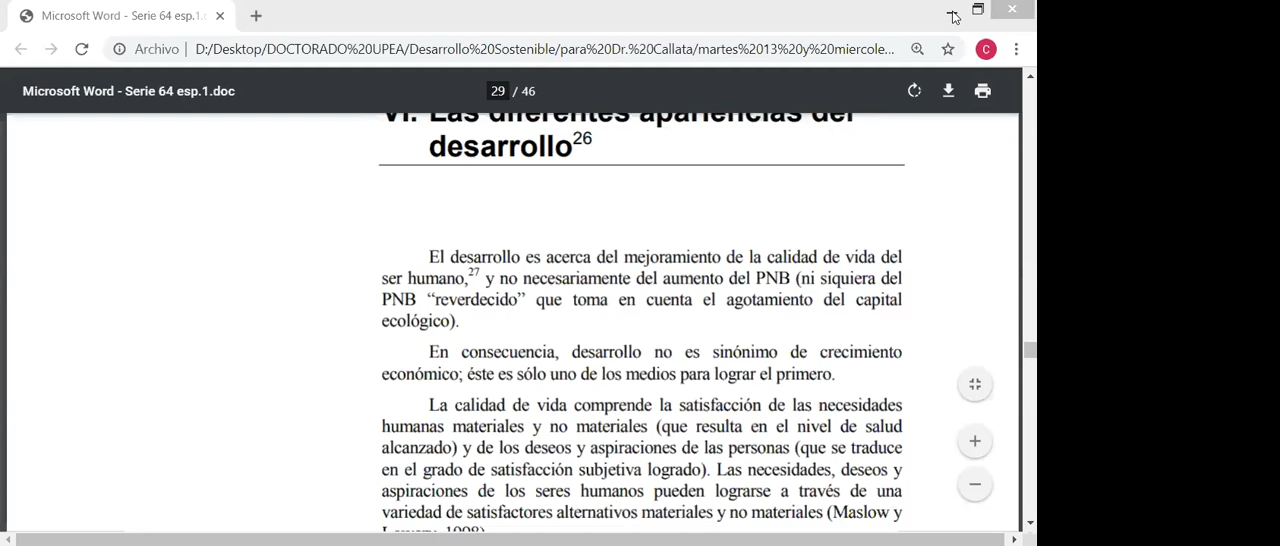 Microsoft Word - Serie 64 esp.1.
Archivo
D:/Desktop/DOCTORADO%20UPEA/Desarrollo%20Sostenible/para%20Dr.%20Callata/martes%2013%20y%20miercole...
C
Microsoft Word - Serie 64 esp.1.doc
29 / 46
VI. Las diferentes apariencias del
desarrollo26
El desarrollo es acerca del mejoramiento de la calidad de vida del
ser humano,27 y no necesariamente del aumento del PNB (ni siquiera del
PNB “reverdecido” que toma en cuenta el agotamiento del capital
ecológico).
En consecuencia, desarrollo no es sinónimo de crecimiento
económico; éste es sólo uno de los medios para lograr el primero.
La calidad de vida comprende la satisfacción de las necesidades
humanas materiales y no materiales (que resulta en el nivel de salud
alcanzado) y de los deseos y aspiraciones de las personas (que se traduce
en el grado de satisfacción subjetiva logrado). Las necesidades, deseos y
aspiraciones de los seres humanos pueden lograrse a través de una
variedad de satisfactores alternativos materiales y no materiales (Maslow y
1998)